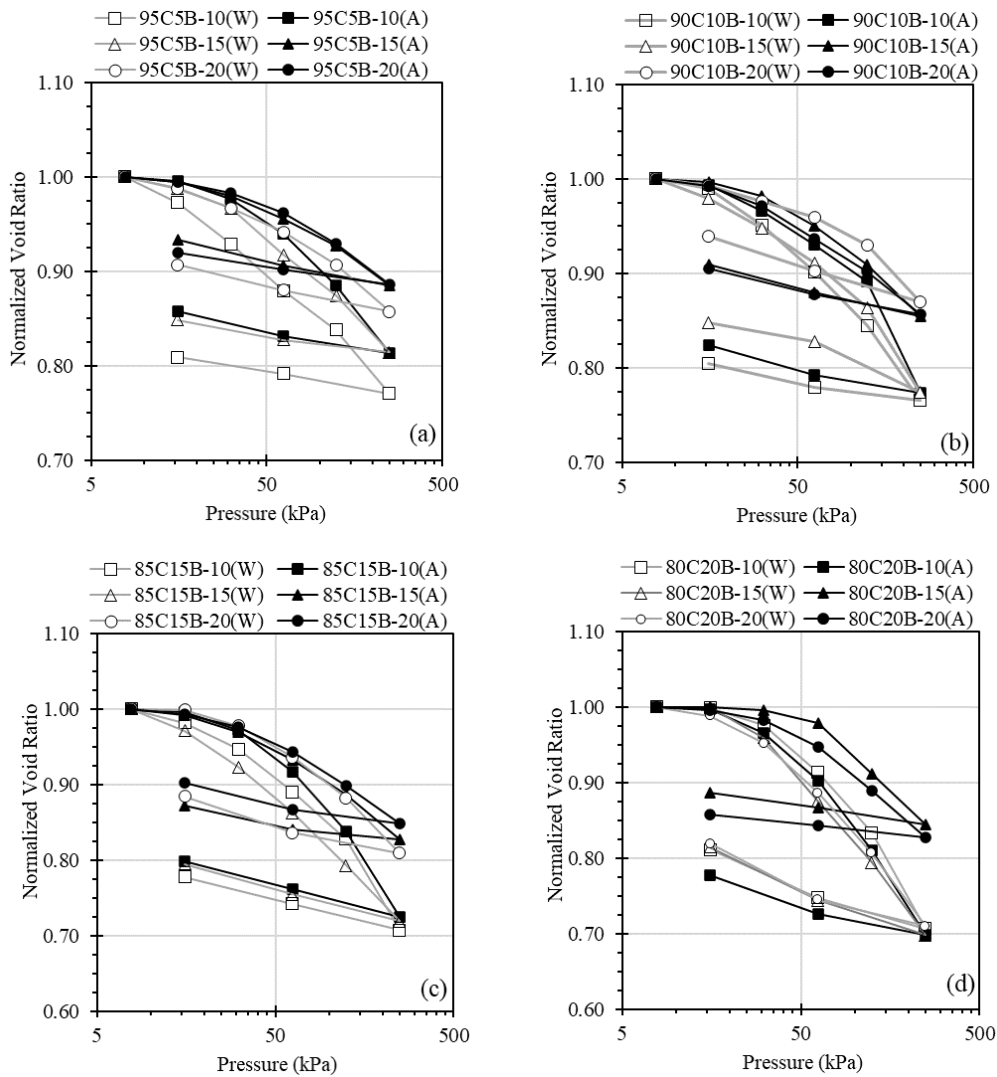 95C5B-10(W) 95C5B-10(A)
95C5B-15(W) 95C5B-15(A)
95C5B-20(W) 95C5B-20(A)
1.10
1.00
0.90
0.80
0.70
Normalized Void Ratio
(a)
5 50 500
Pressure (kPa)
90C10B-10(W) 90C10B-10(A)
90C10B-15(W) 90C10B-15(A)
90C10B-20(W) 90C10B-20(A)
1.10
1.00
0.90
0.80
0.70
Normalized Void Ratio
(b)
5 50 500
Pressure (kPa)
85C15B-10(W) 85C15B-10(A)
85C15B-15(W) 85C15B-15(A)
85C15B-20(W) 85C15B-20(A)
1.10
1.00
0.90
0.80
0.70
0.60
Normalized Void Ratio
(c)
5 50 500
Pressure (kPa)
80C20B-10(W) 80C20B-10(A)
80C20B-15(W) 80C20B-15(A)
80C20B-20(W) 80C20B-20(A)
1.10
1.00
0.90
0.80
0.70
0.60
Normalized Void Ratio
(d)
5 50 500
Pressure (kPa)